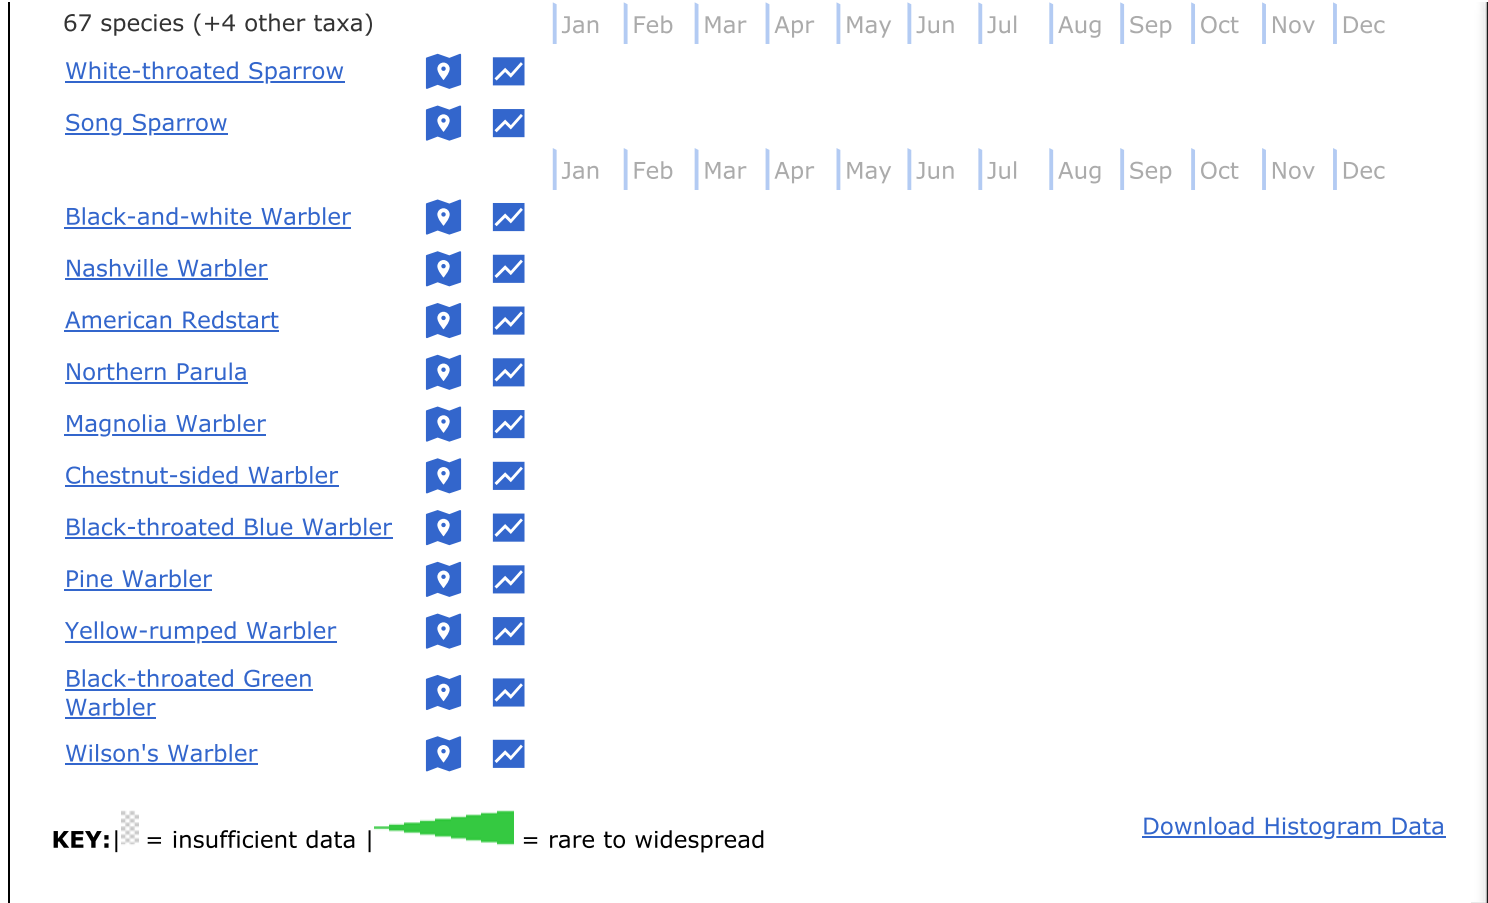 67 species (+4 other taxa) Jan Feb Mar Apr May Jun Jul Aug Sep Oct Nov Dec
White-throated Sparrow
Song Sparrow
Jan Feb Mar Apr May Jun Jul Aug Sep Oct Nov Dec
Black-and-white Warbler
Nashville Warbler
American Redstart
Northern Parula
Magnolia Warbler
Chestnut-sided Warbler
Black-throated Blue Warbler
Pine Warbler
Yellow-rumped Warbler
Black-throated Green
Warbler
Wilson's Warbler
KEY:| = insufficient data | = rare to widespread
Download Histogram Data